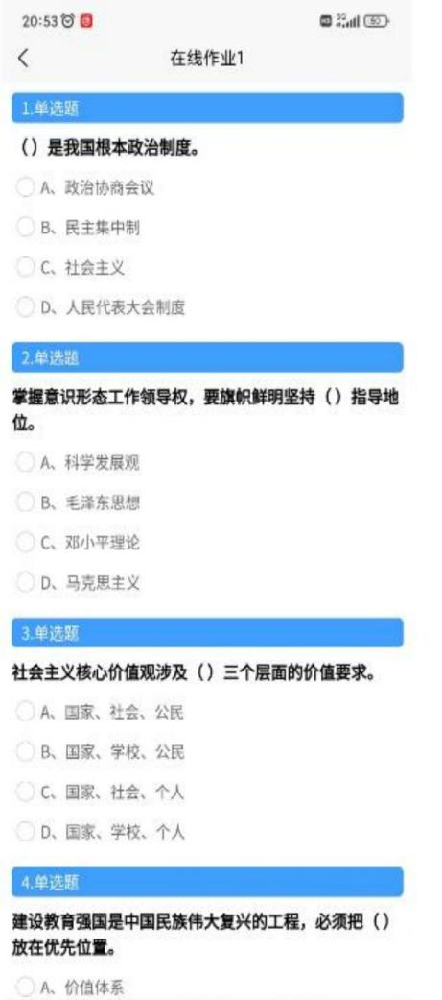 20:53
HD 5G 50
在线作业1
1.单选题
（）是我国根本政治制度。
A、政治协商会议
B、民主集中制
C、社会主义
D、人民代表大会制度
2.单选题
掌握意识形态工作领导权，要旗帜鲜明坚持（）指导地
位。
A、科学发展观
B、毛泽东思想
C、邓小平理论
D、马克思主义
3.单选题
社会主义核心价值观涉及（）三个层面的价值要求。
A、国家、社会、公民
B、国家、学校、公民
C、国家、社会、个人
D、国家、学校、个人
4.单选题
建设教育强国是中国民族伟大复兴的工程，必须把（）
放在优先位置。
A、价值体系